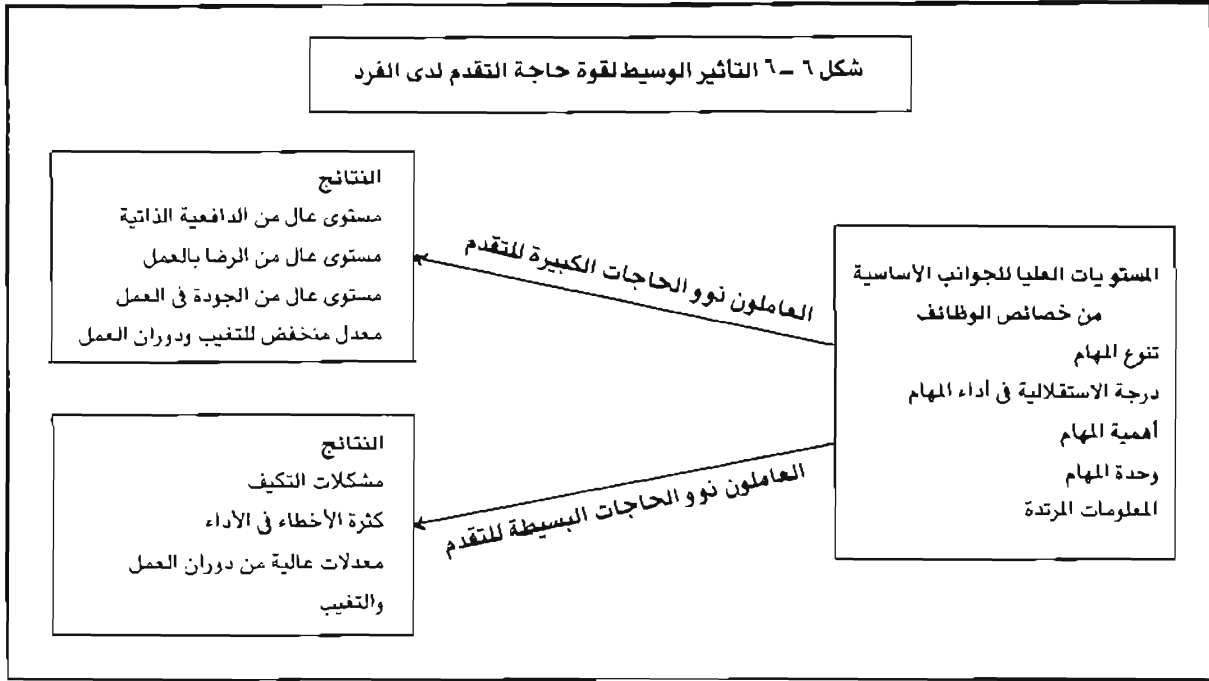 شكل ٦ – ٦ التأثير الوسيط لقوة حاجة التقدم لدى الفرد
المستويات العليا للجوانب الأساسية
من خصائص الوظائف
تنوع المهام
درجة الاستقلالية فى أداء المهام
أهمية المهام
وحدة المهام
المعلومات المرتدة
العاملون نوو الحاجات الكبيرة للتقدم
النتائج
مستوى عال من الدافعية الذاتية
مستوى عال من الرضا بالعمل
مستوى عال من الجودة فى العمل
معدل منخفض للتغيب ودوران العمل
العاملون نوو الحاجات البسيطة للتقدم
النتائج
مشكلات التكيف
كثرة الأخطاء فى الأداء
معدلات عالية من دوران العمل
والتغيب